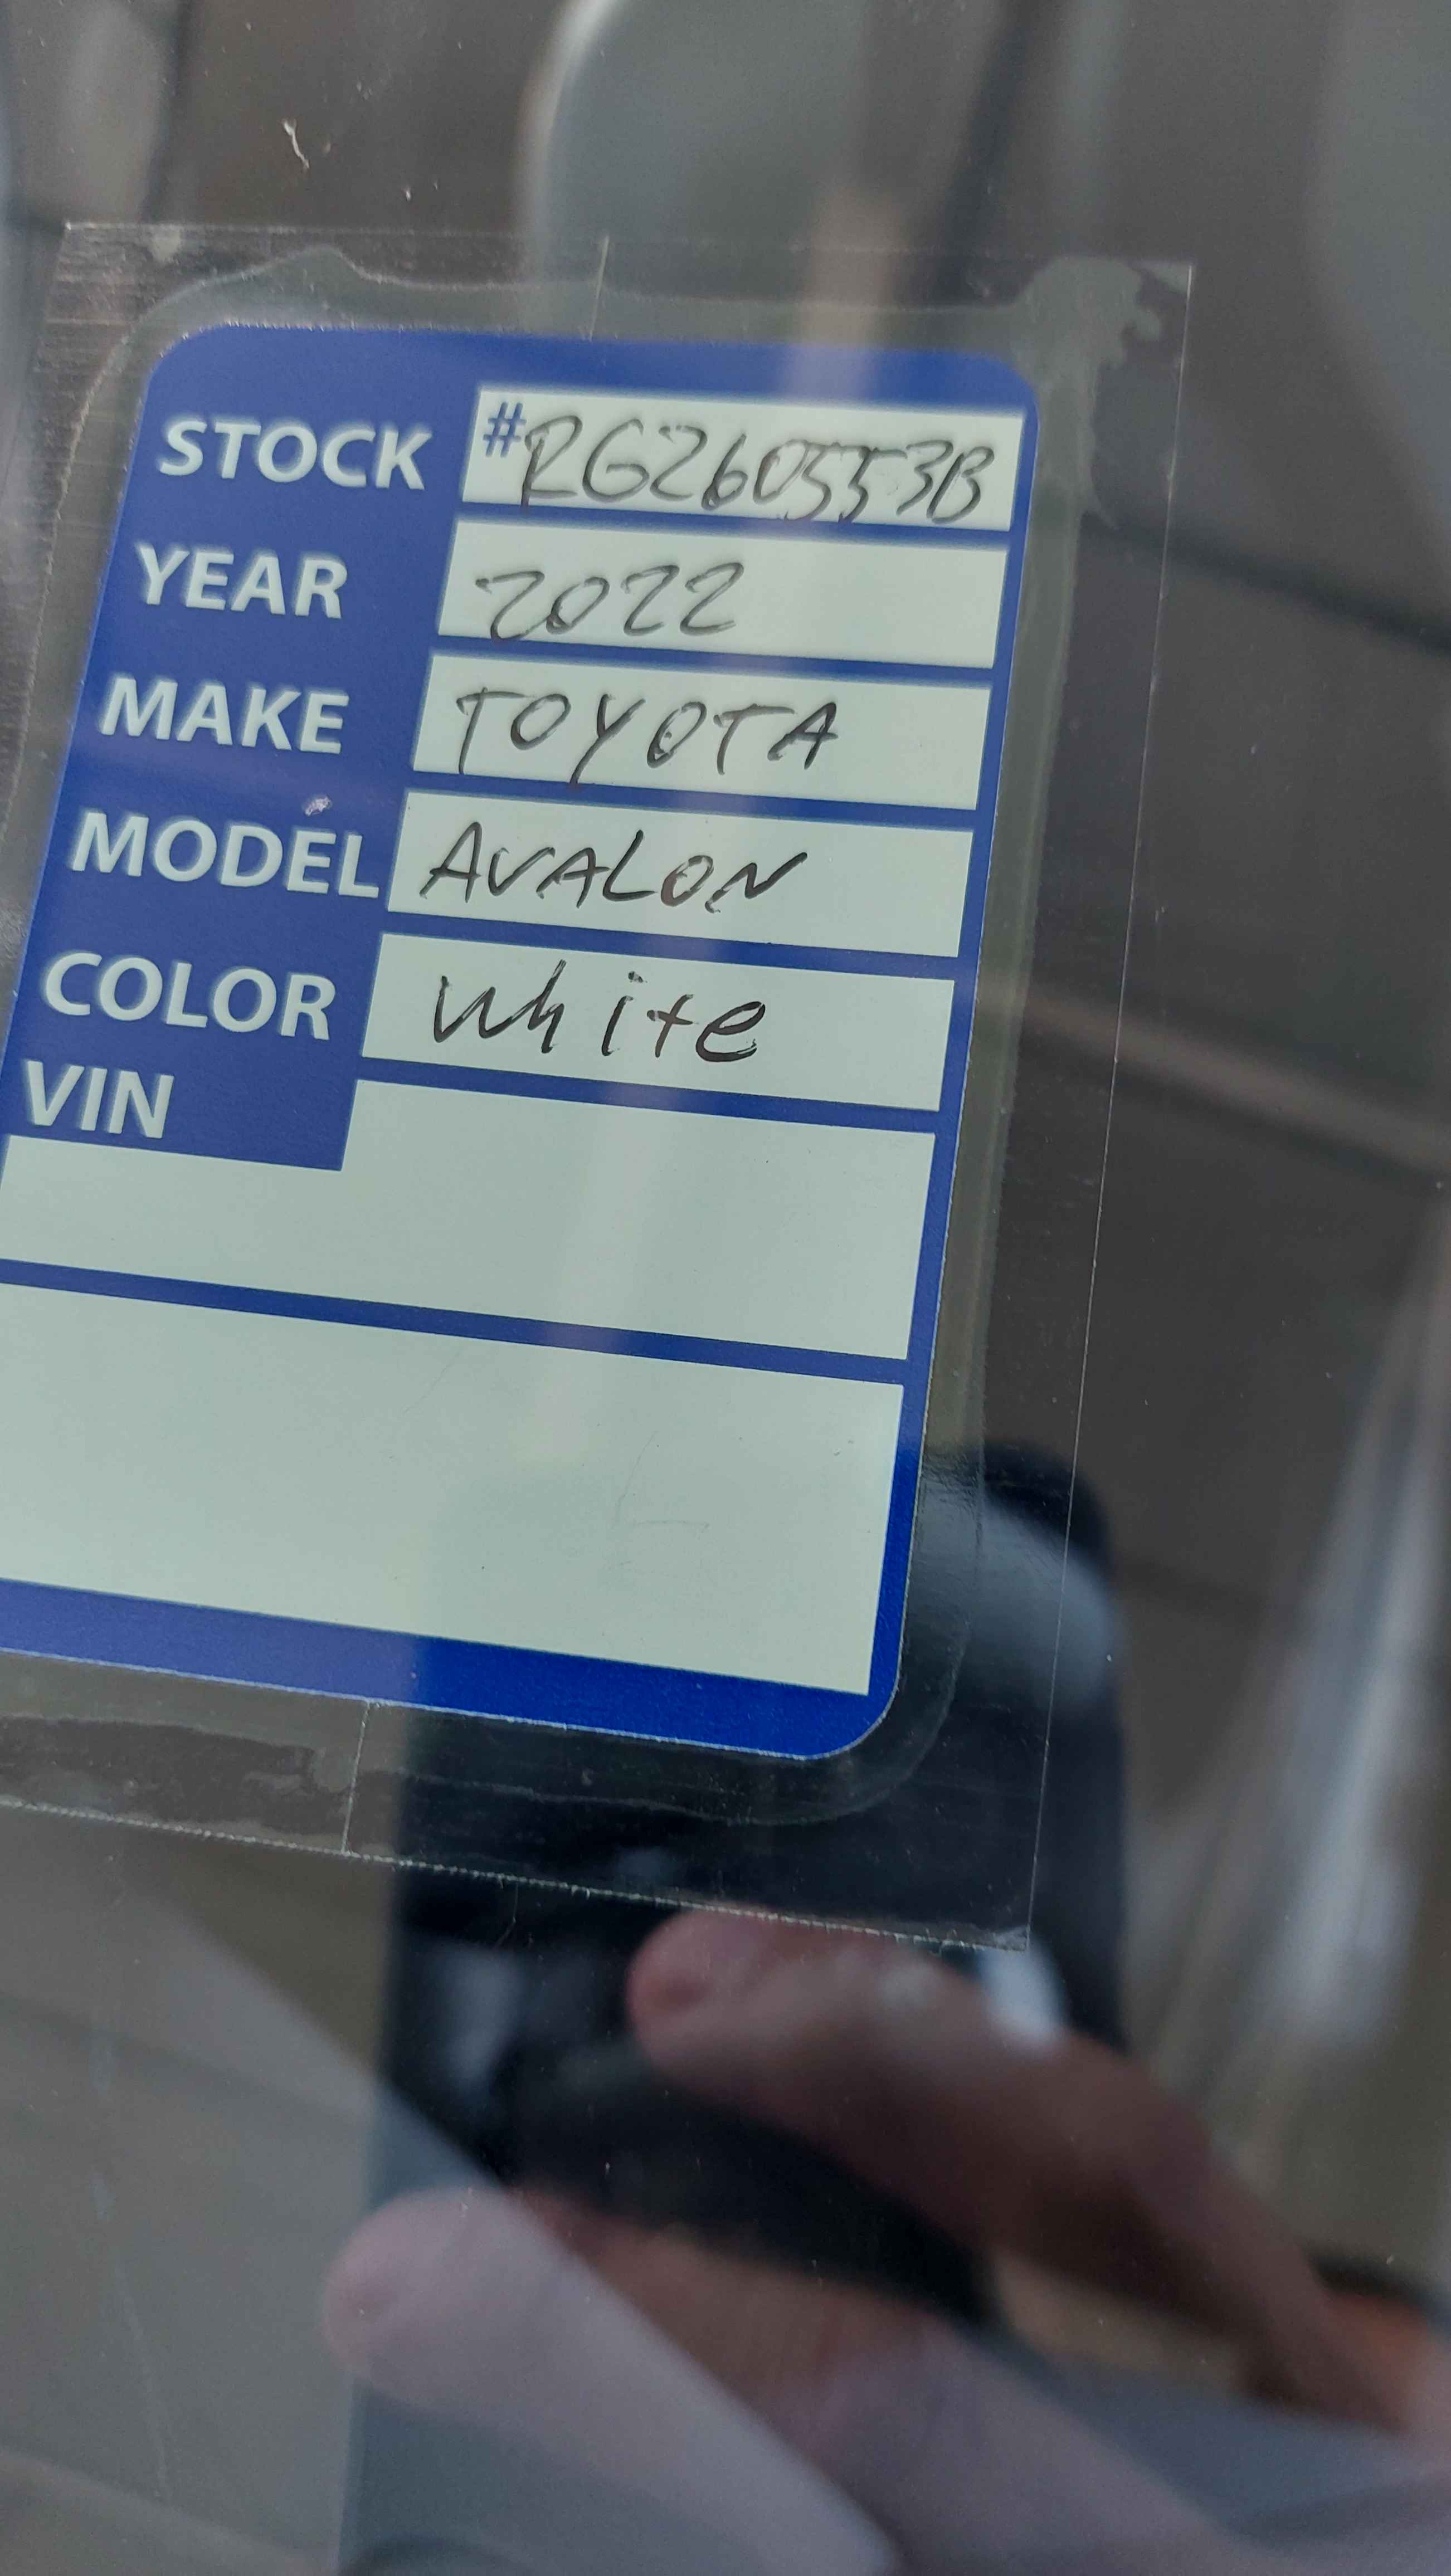 STOCK #RG260553B
YEAR 2022
MAKE TOYOTA
MODEL AVALON
COLOR white
VIN